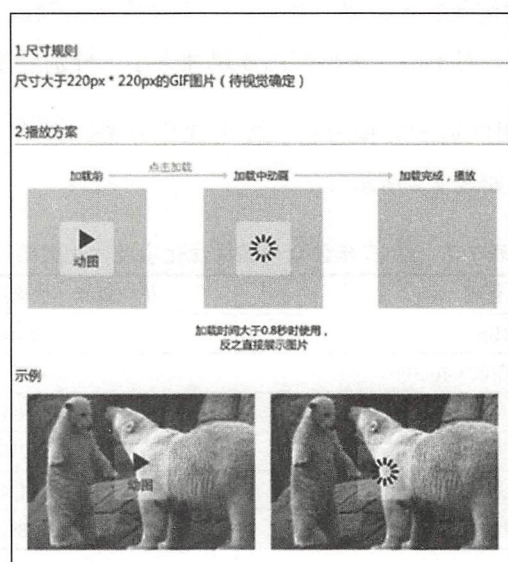 1.尺寸规则
尺寸大于220px * 220px的GIF图片（待视觉确定）
2.播放方案
加载前
点击加载
加载中动画
加载完成，播放
动图
加载时间大于0.8秒时使用，
反之直接展示图片
示例
动图